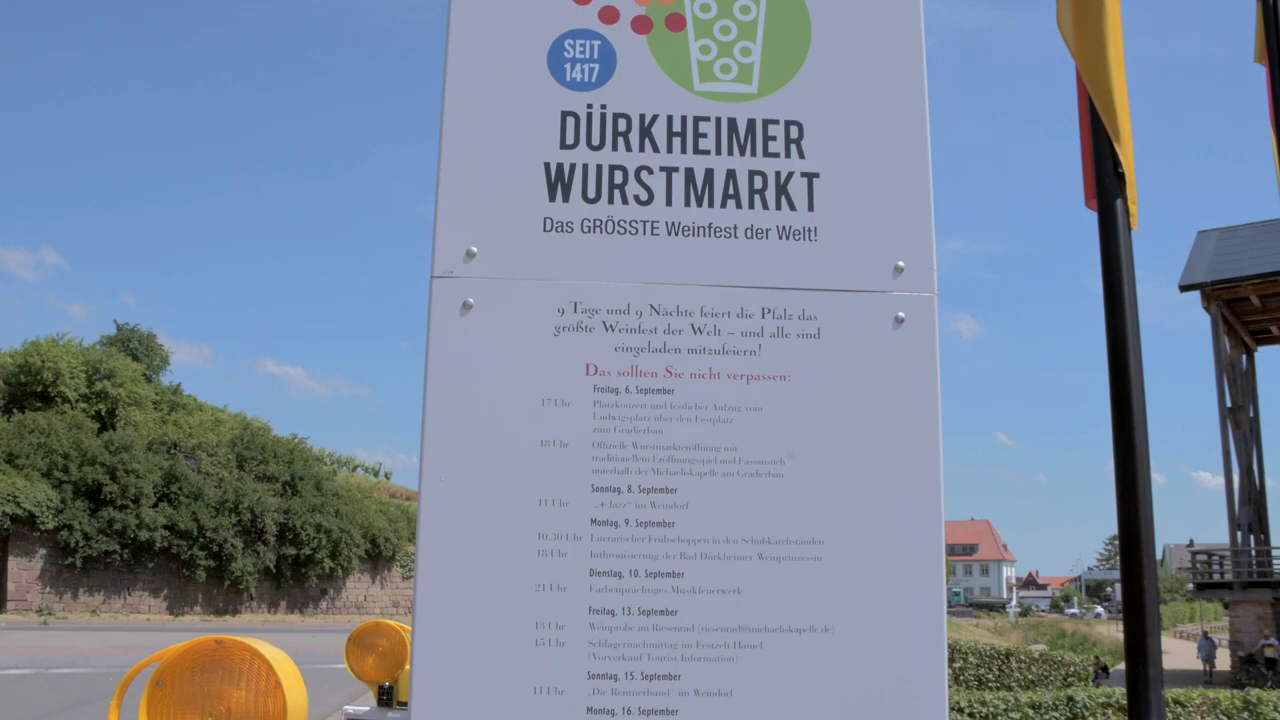 SEIT
1417
DÜRKHEIMER
WURSTMARKT
Das GRÖSSTE Weinfest der Welt!
9 Tage und 9 Nächte feiert die Pfalz das
größte Weinfest der Welt – und alle sind
eingeladen mitzufeiern!
Das sollten Sie nicht verpassen:
Freitag, 6. September
17 Uhr Platzkonzert und festlicher Aufzug vom
Ludwigsplatz über den Festplatz
zum Gradierbau
18 Uhr Offizielle Wurstmarkteröffnung mit
traditionellem Eröffnungsspiel und Fassanstich
unterhalb der Michaeliskapelle am Gradierbau
Sonntag, 8. September
11 Uhr „4-Jazz“ im Weindorf
Montag, 9. September
10.30 Uhr Literarischer Frühschoppen in den Schubkarchständen
18 Uhr Inthronisierung der Bad Dürkheimer Weinprinzessin
Dienstag, 10. September
21 Uhr Farbenprächtiges Musikfeuerwerk
Freitag, 13. September
13 Uhr Weinprobe im Riesenrad (riesenrad@michaeliskapelle.de)
15 Uhr Schlagernachmittag im Festzelt Hamel
(Vorverkauf Tourist Information)
Sonntag, 15. September
11 Uhr „Die Rentnerband“ im Weindorf
Montag, 16. September